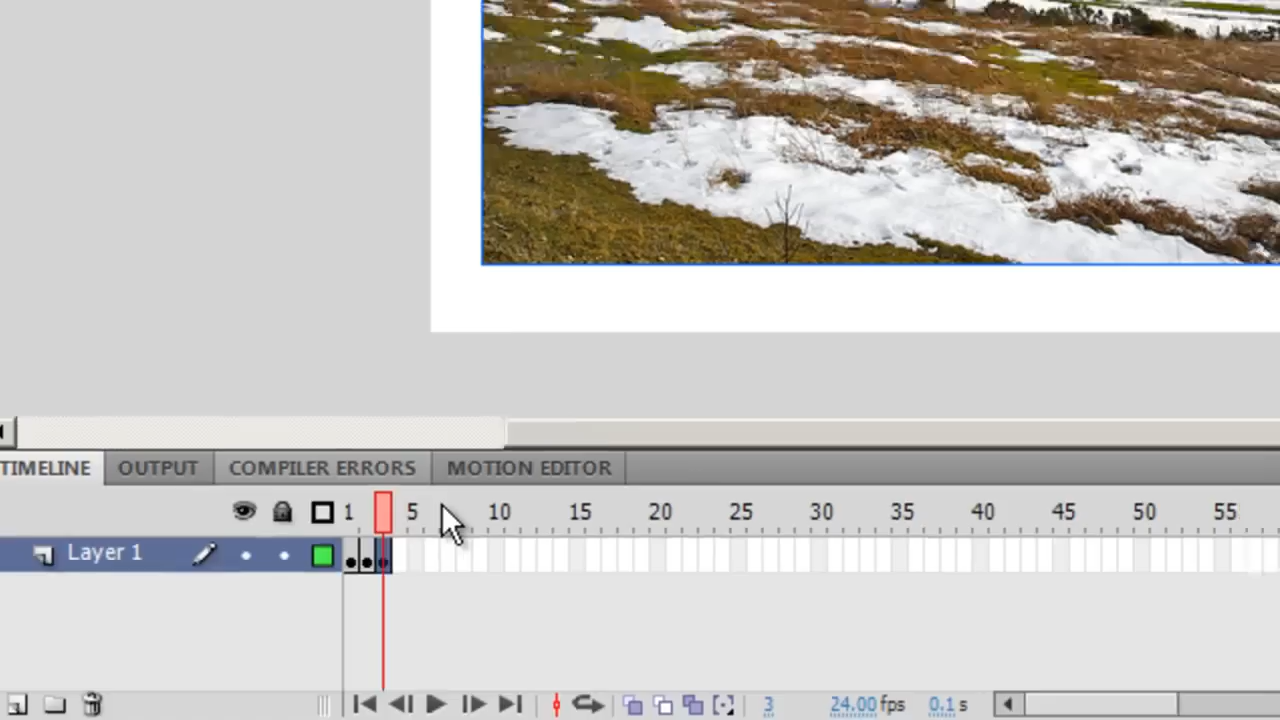 TIMELINE OUTPUT COMPILER ERRORS MOTION EDITOR
1 5 10 15 20 25 30 35 40 45 50 55
Layer 1
3 24.00 fps 0.1 s